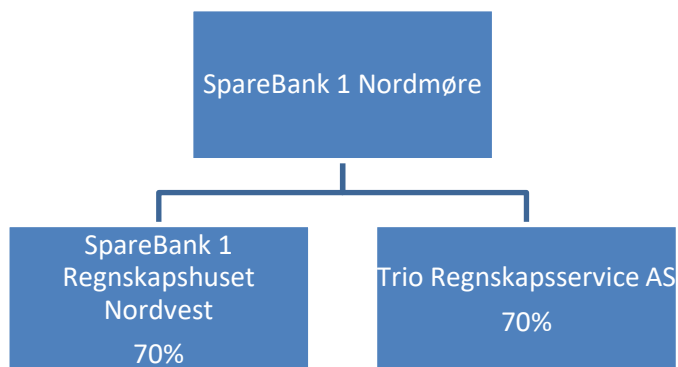 SpareBank 1 Nordmøre
SpareBank 1
Regnskapshuset
Nordvest
70%
Trio Regnskapsservice AS
70%